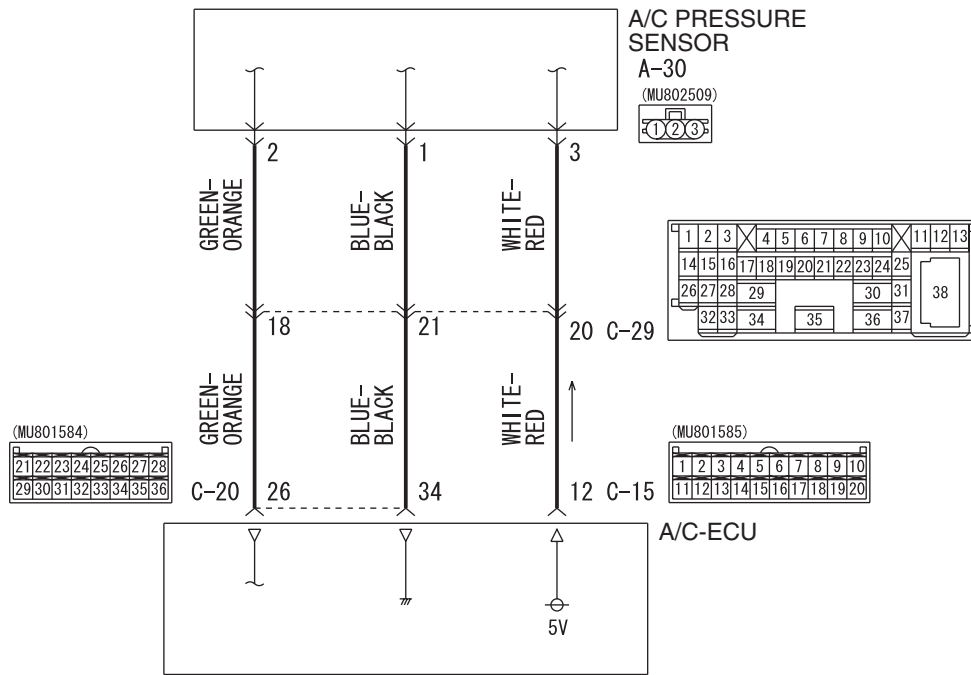 A/C PRESSURE
SENSOR
A-30
(MU802509)
1 2 3
2 1 3
GREEN-
ORANGE
BLUE-
BLACK
WHITE-
RED
1 2 3 4 5 6 7 8 9 10 11 12 13
14 15 16 17 18 19 20 21 22 23 24 25
26 27 28 29 30 31 38
32 33 34 35 36 37
18 21 20 C-29
GREEN-
ORANGE
BLUE-
BLACK
WHITE-
RED
(MU801584)
21 22 23 24 25 26 27 28
29 30 31 32 33 34 35 36
(MU801585)
1 2 3 4 5 6 7 8 9 10
11 12 13 14 15 16 17 18 19 20
C-20 26 34 12 C-15
A/C-ECU
5V